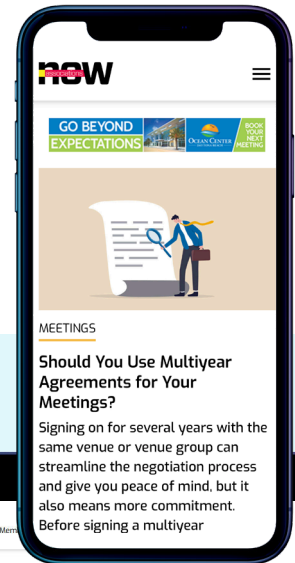 now
associations
GO BEYOND
EXPECTATIONS
OCEAN CENTER
BOOK
YOUR
NEXT
MEETING
MEETINGS
Should You Use Multiyear
Agreements for Your
Meetings?
Signing on for several years with the
same venue or venue group can
streamline the negotiation process
and give you peace of mind, but it
also means more commitment.
Before signing a multiyear
Mem